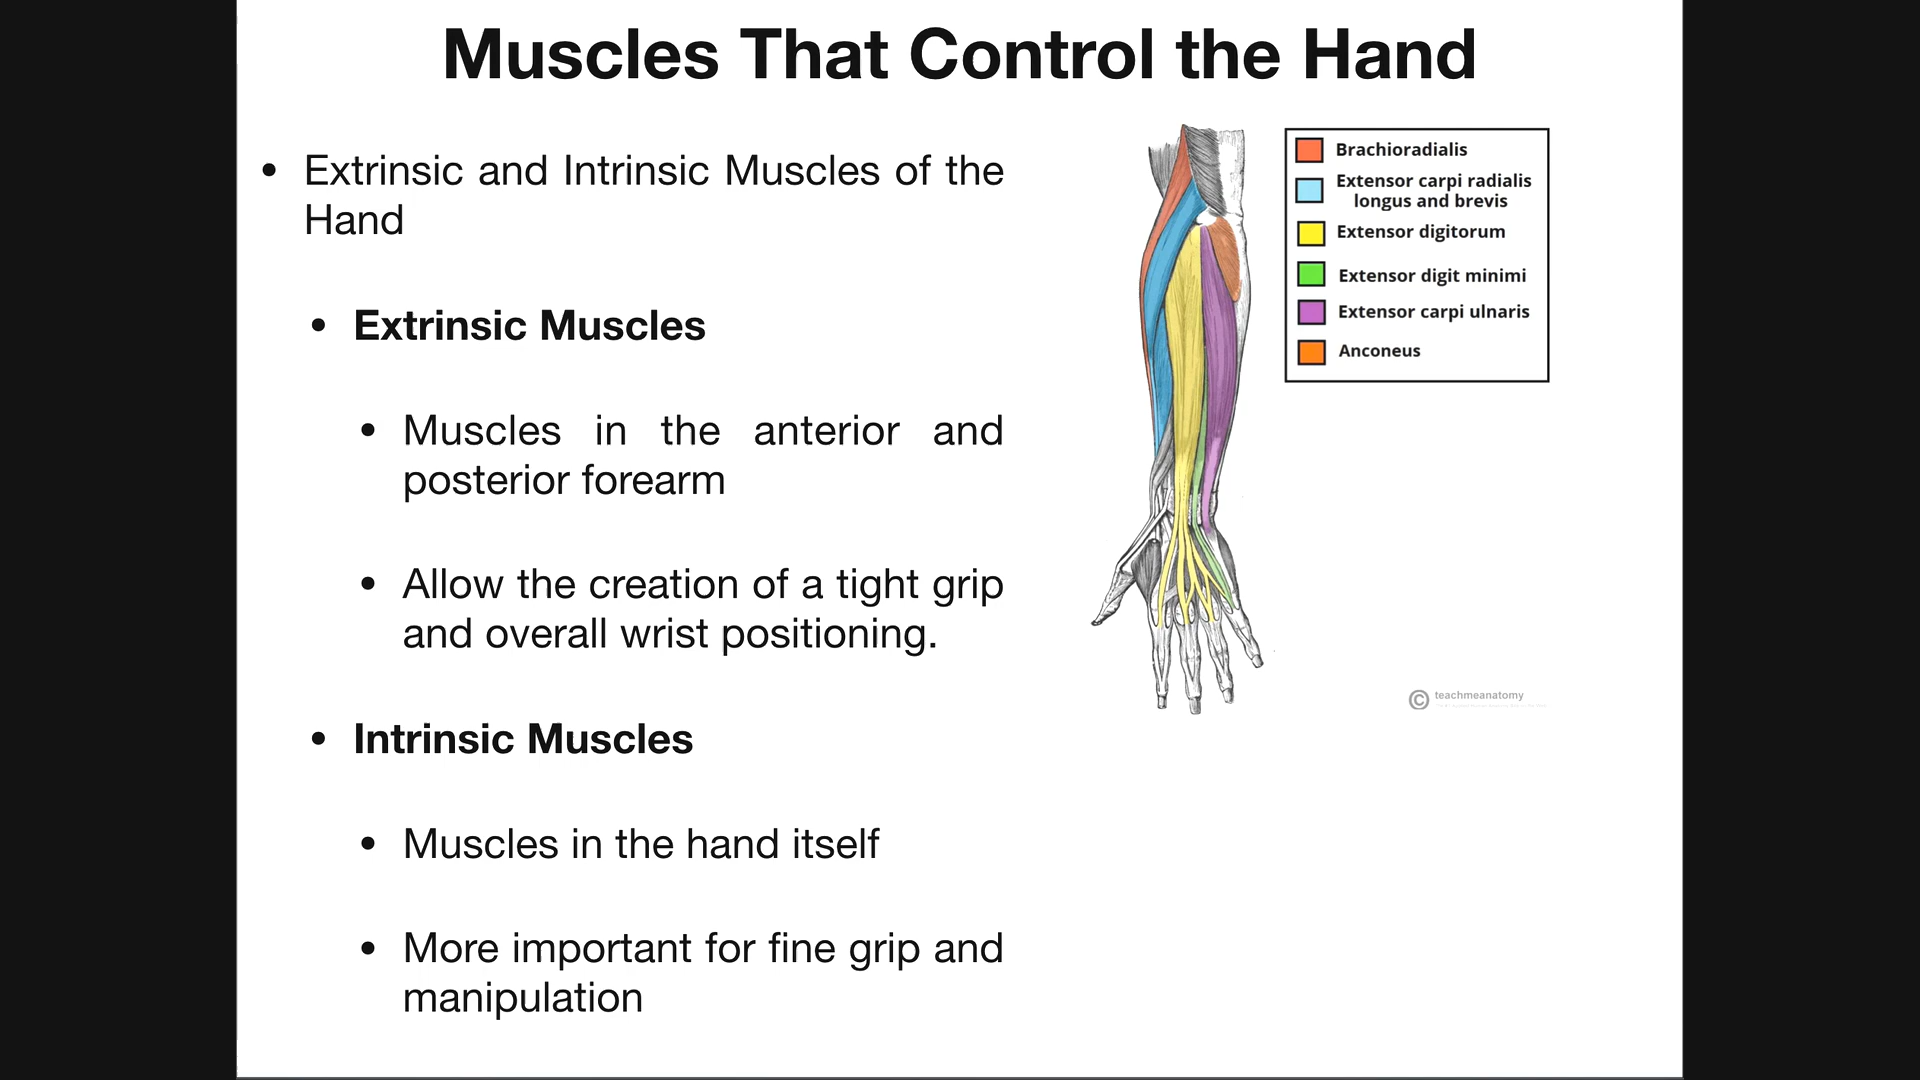 Muscles That Control the Hand
• Extrinsic and Intrinsic Muscles of the
Hand
• Extrinsic Muscles
• Muscles in the anterior and
posterior forearm
• Allow the creation of a tight grip
and overall wrist positioning.
• Intrinsic Muscles
• Muscles in the hand itself
• More important for fine grip and
manipulation
Brachioradialis
Extensor carpi radialis
longus and brevis
Extensor digitorum
Extensor digit minimi
Extensor carpi ulnaris
Anconeus
© teachmeanatomy